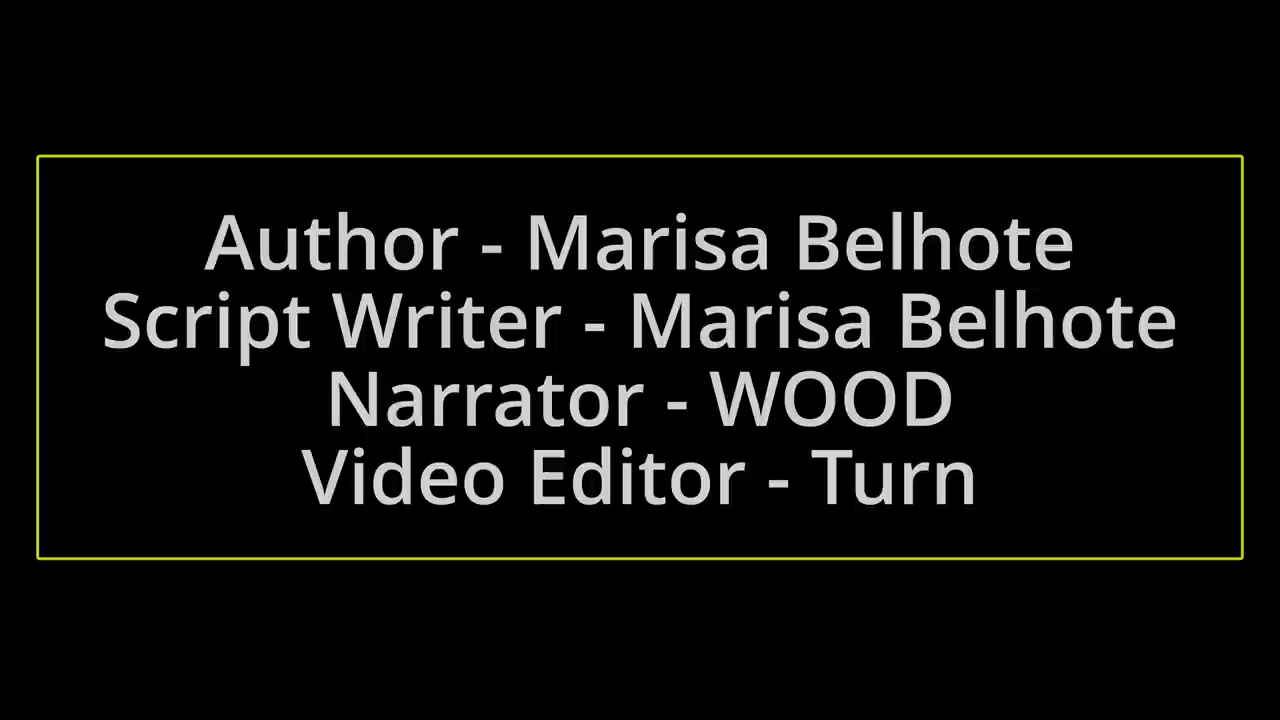 Author - Marisa Belhote
Script Writer - Marisa Belhote
Narrator - WOOD
Video Editor - Turn